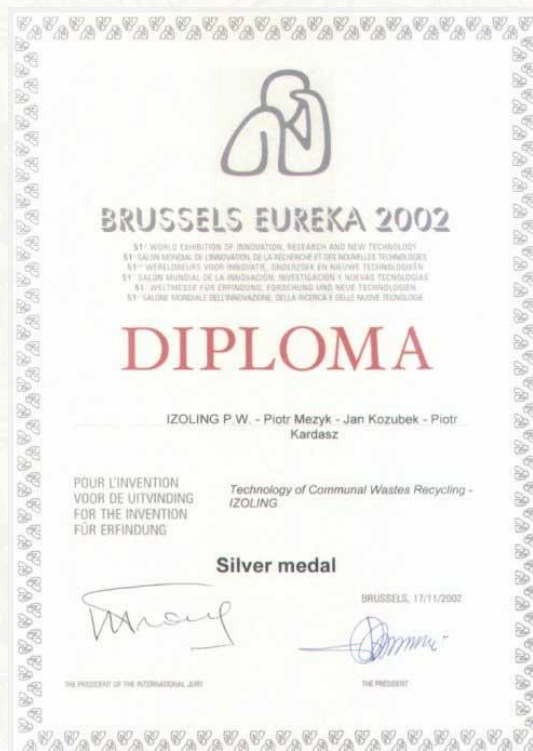 BRUSSELS EUREKA 2002
51ST WORLD EXHIBITION OF INNOVATION, RESEARCH AND NEW TECHNOLOGY
51E SALON MONDIAL DE L'INNOVATION, DE LA RECHERCHE ET DES NOUVELLES TECHNOLOGIES
51STE WERELDBEURS VOOR INNOVATIE, ONDERZOEK EN NIEUWE TECHNOLOGIEËN
51° SALON MUNDIAL DE LA INNOVACIÓN, INVESTIGACIÓN Y NUEVAS TECNOLOGÍAS
51. WELTMESSE FÜR ERFINDUNG, FORSCHUNG UND NEUE TECHNOLOGIEN
51° SALONE MONDIALE DELL'INNOVAZIONE, DELLA RICERCA E DELLE NUOVE TECNOLOGIE
DIPLOMA
IZOLING P.W. - Piotr Mezyk - Jan Kozubek - Piotr
Kardasz
POUR L'INVENTION
VOOR DE UITVINDING
FOR THE INVENTION
FÜR ERFINDUNG
Technology of Communal Wastes Recycling -
IZOLING
Silver medal
BRUSSELS, 17/11/2002
THE PRESIDENT OF THE INTERNATIONAL JURY
THE PRESIDENT